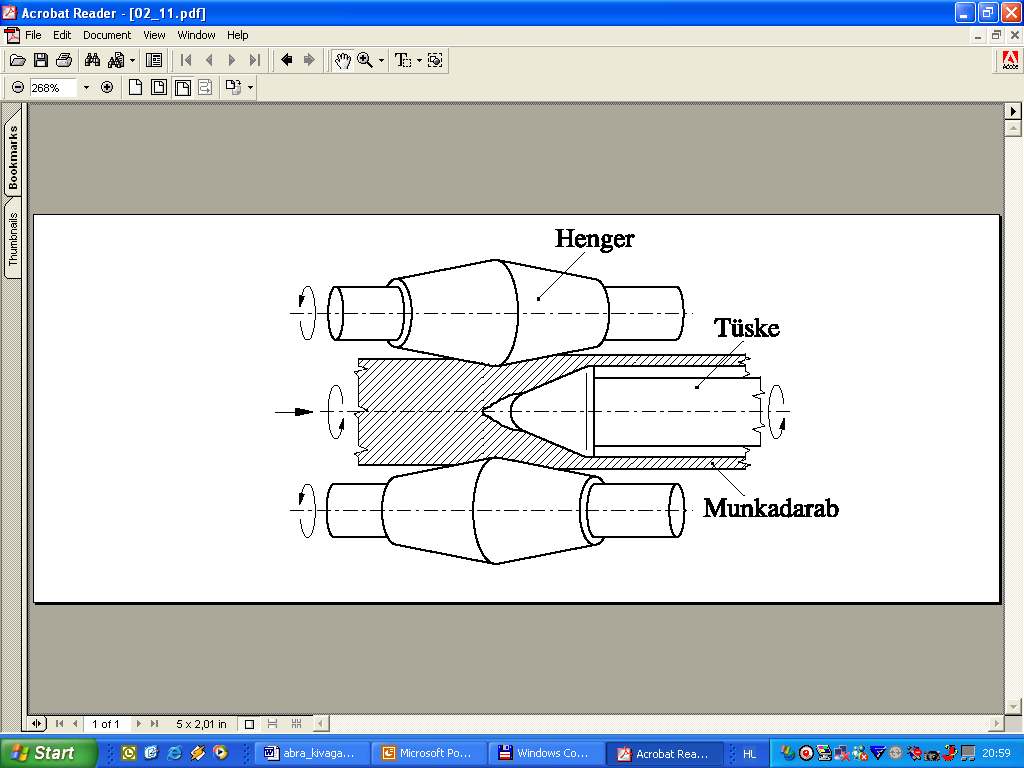 Acrobat Reader - [02_11.pdf]
File Edit Document View Window Help
Adobe
268%
Bookmarks
Thumbnails
Henger
Tüske
Munkadarab
1 of 1 5 x 2,01 in
Start abra_kivaga... Microsoft Po... Windows Co... Acrobat Rea... HL 20:59